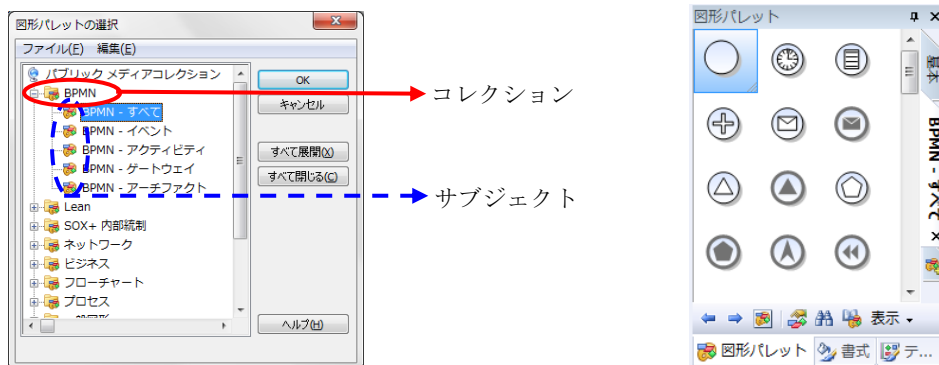 図形パレットの選択
ファイル(F) 編集(E)
パブリック メディアコレクション
BPMN
BPMN - すべて
BPMN - イベント
BPMN - アクティビティ
BPMN - ゲートウェイ
BPMN - アーチファクト
Lean
SOX+ 内部統制
ネットワーク
ビジネス
フローチャート
プロセス
OK
キャンセル
すべて展開(X)
すべて閉じる(C)
ヘルプ(H)
コレクション
サブジェクト
図形パレット
基本
BPMN - すべて
表示
図形パレット 書式 テ...